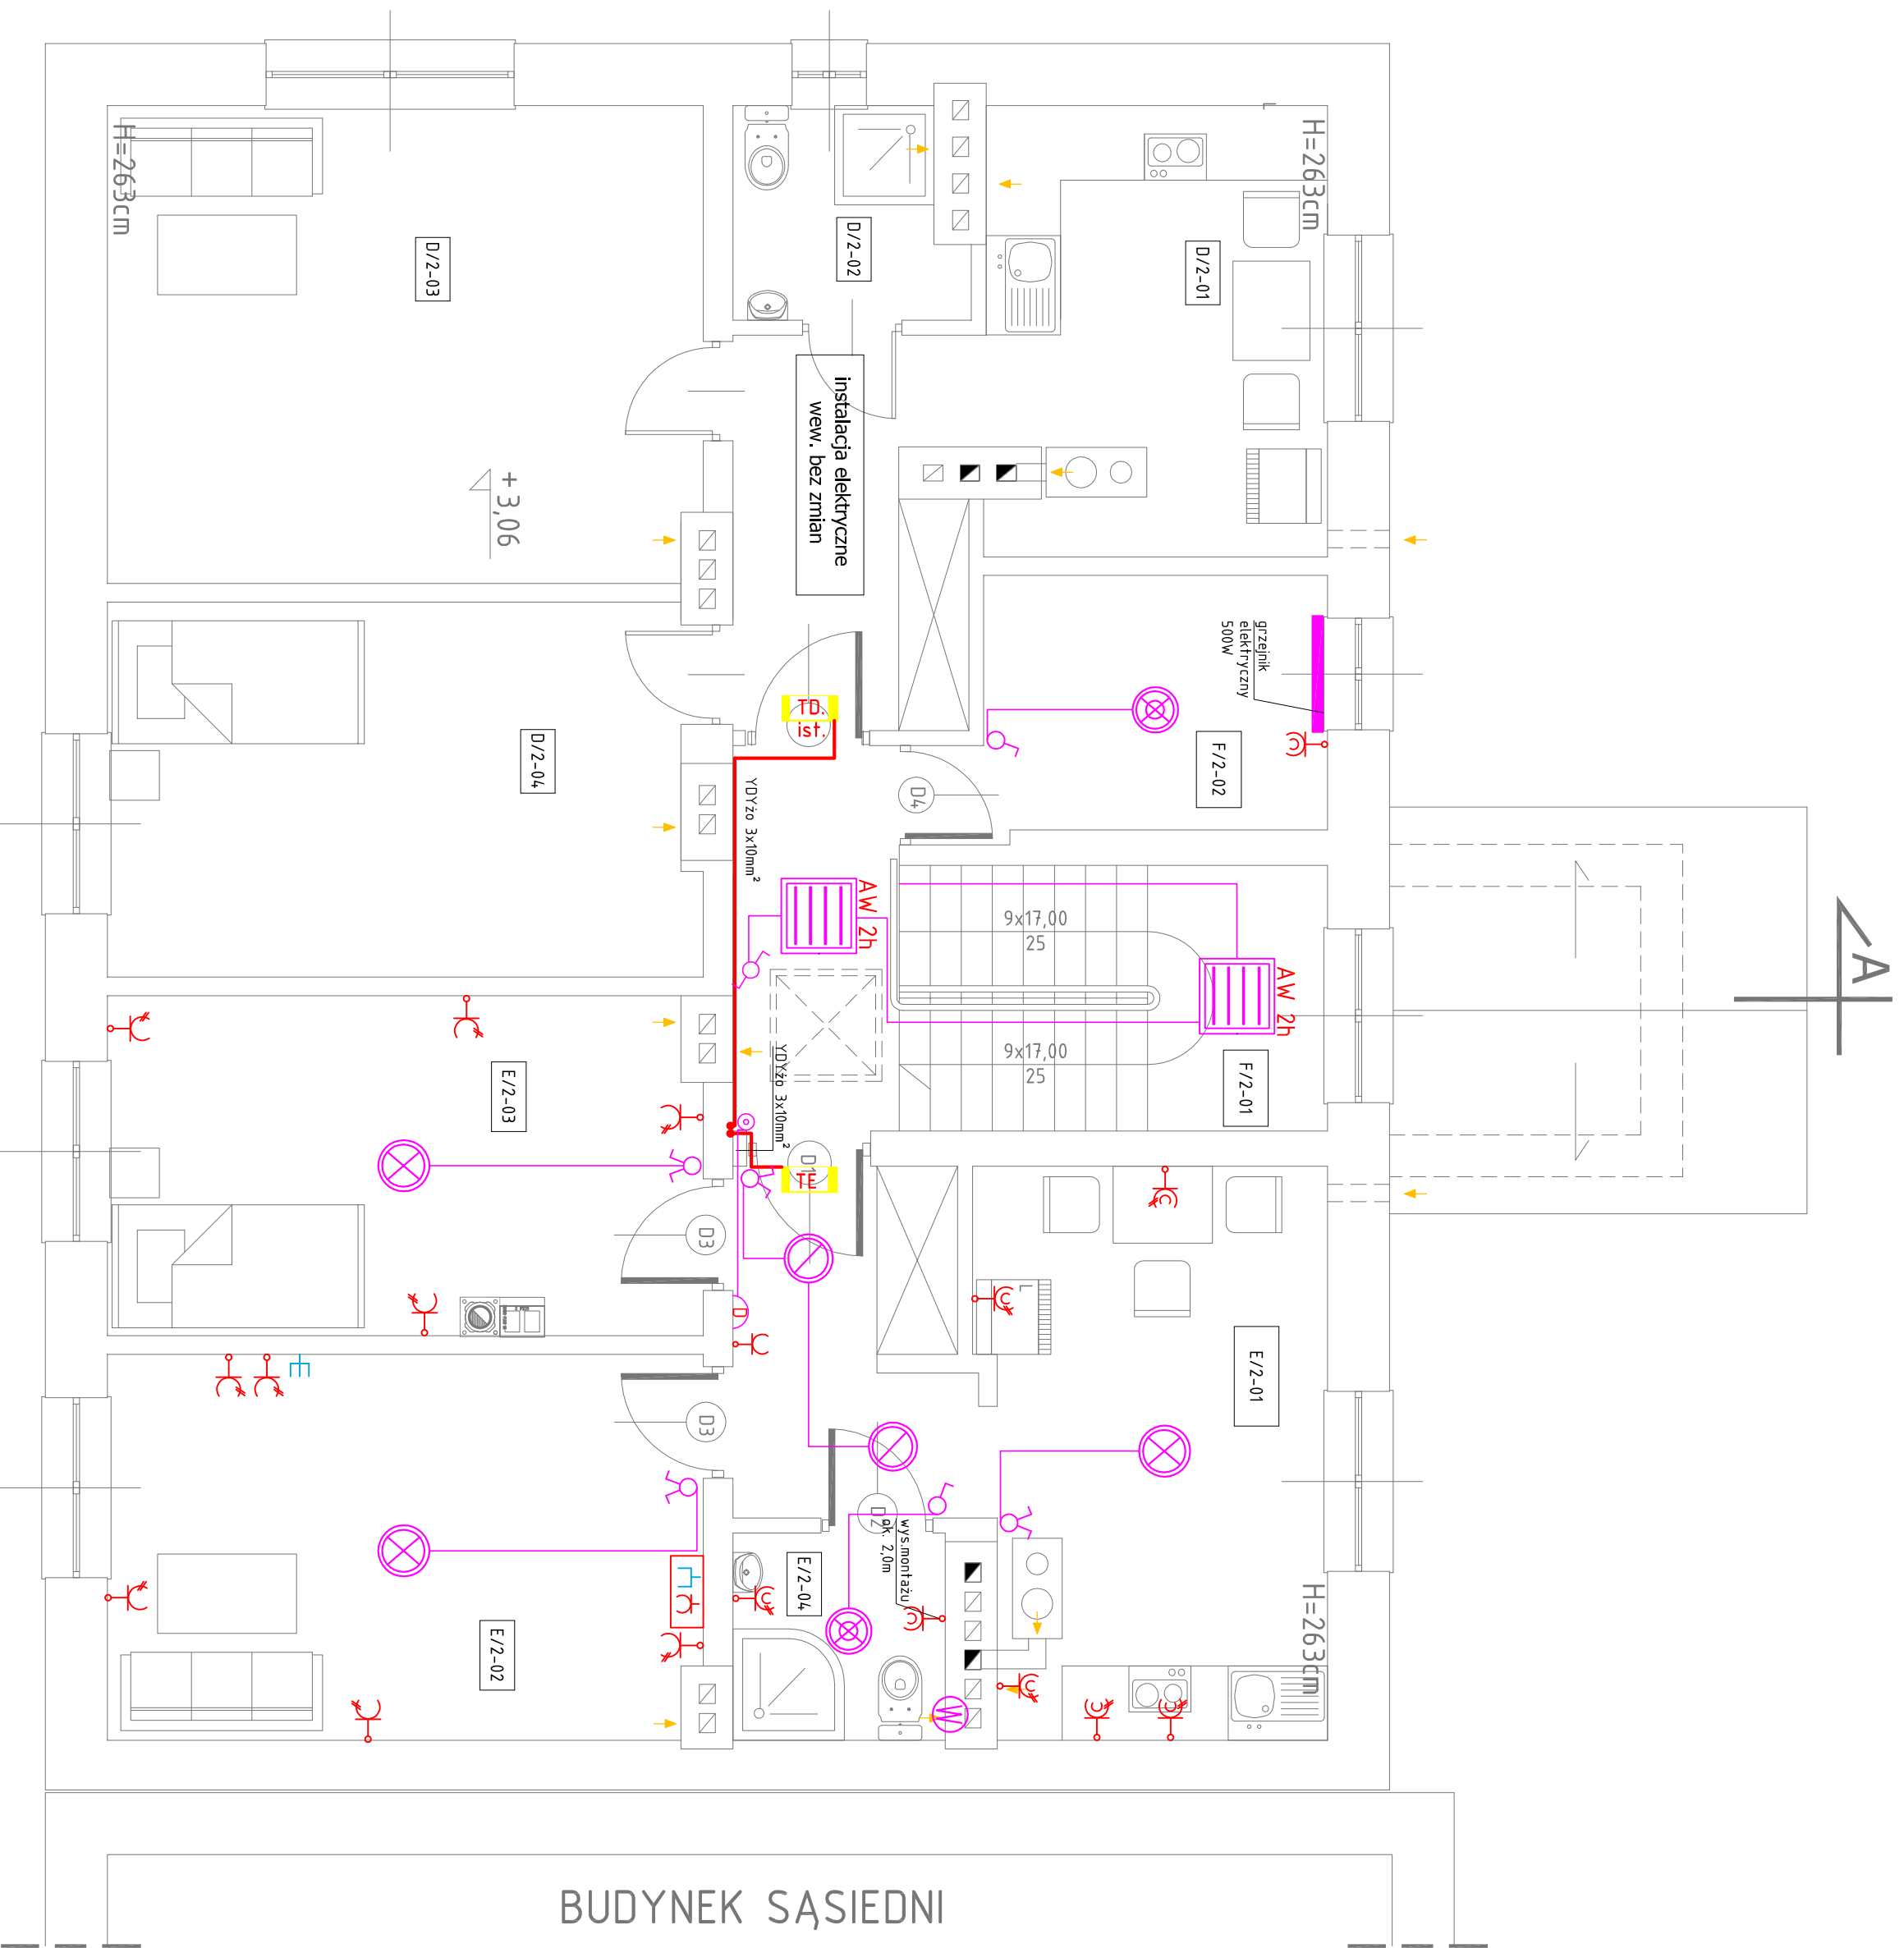 H=263cm
H=263cm
D/2-03
D/2-02
D/2-01
instalacja elektryczne
wew. bez zmian
+ 3,06
grzejnik
elektryczny
500W
TD.
ist.
D/2-04
F/2-02
D4
YDYżo 3x10mm²
AW 2h
9x17,00
25
AW 2h
A
YDYżo 3x10mm²
9x17,00
25
E/2-03
F/2-01
D1
TE
D3
D
E/2-01
D3
D2
wys.montażu
ok. 2,0m
E/2-04
E/2-02
H=263cm
W
BUDYNEK SĄSIEDNI